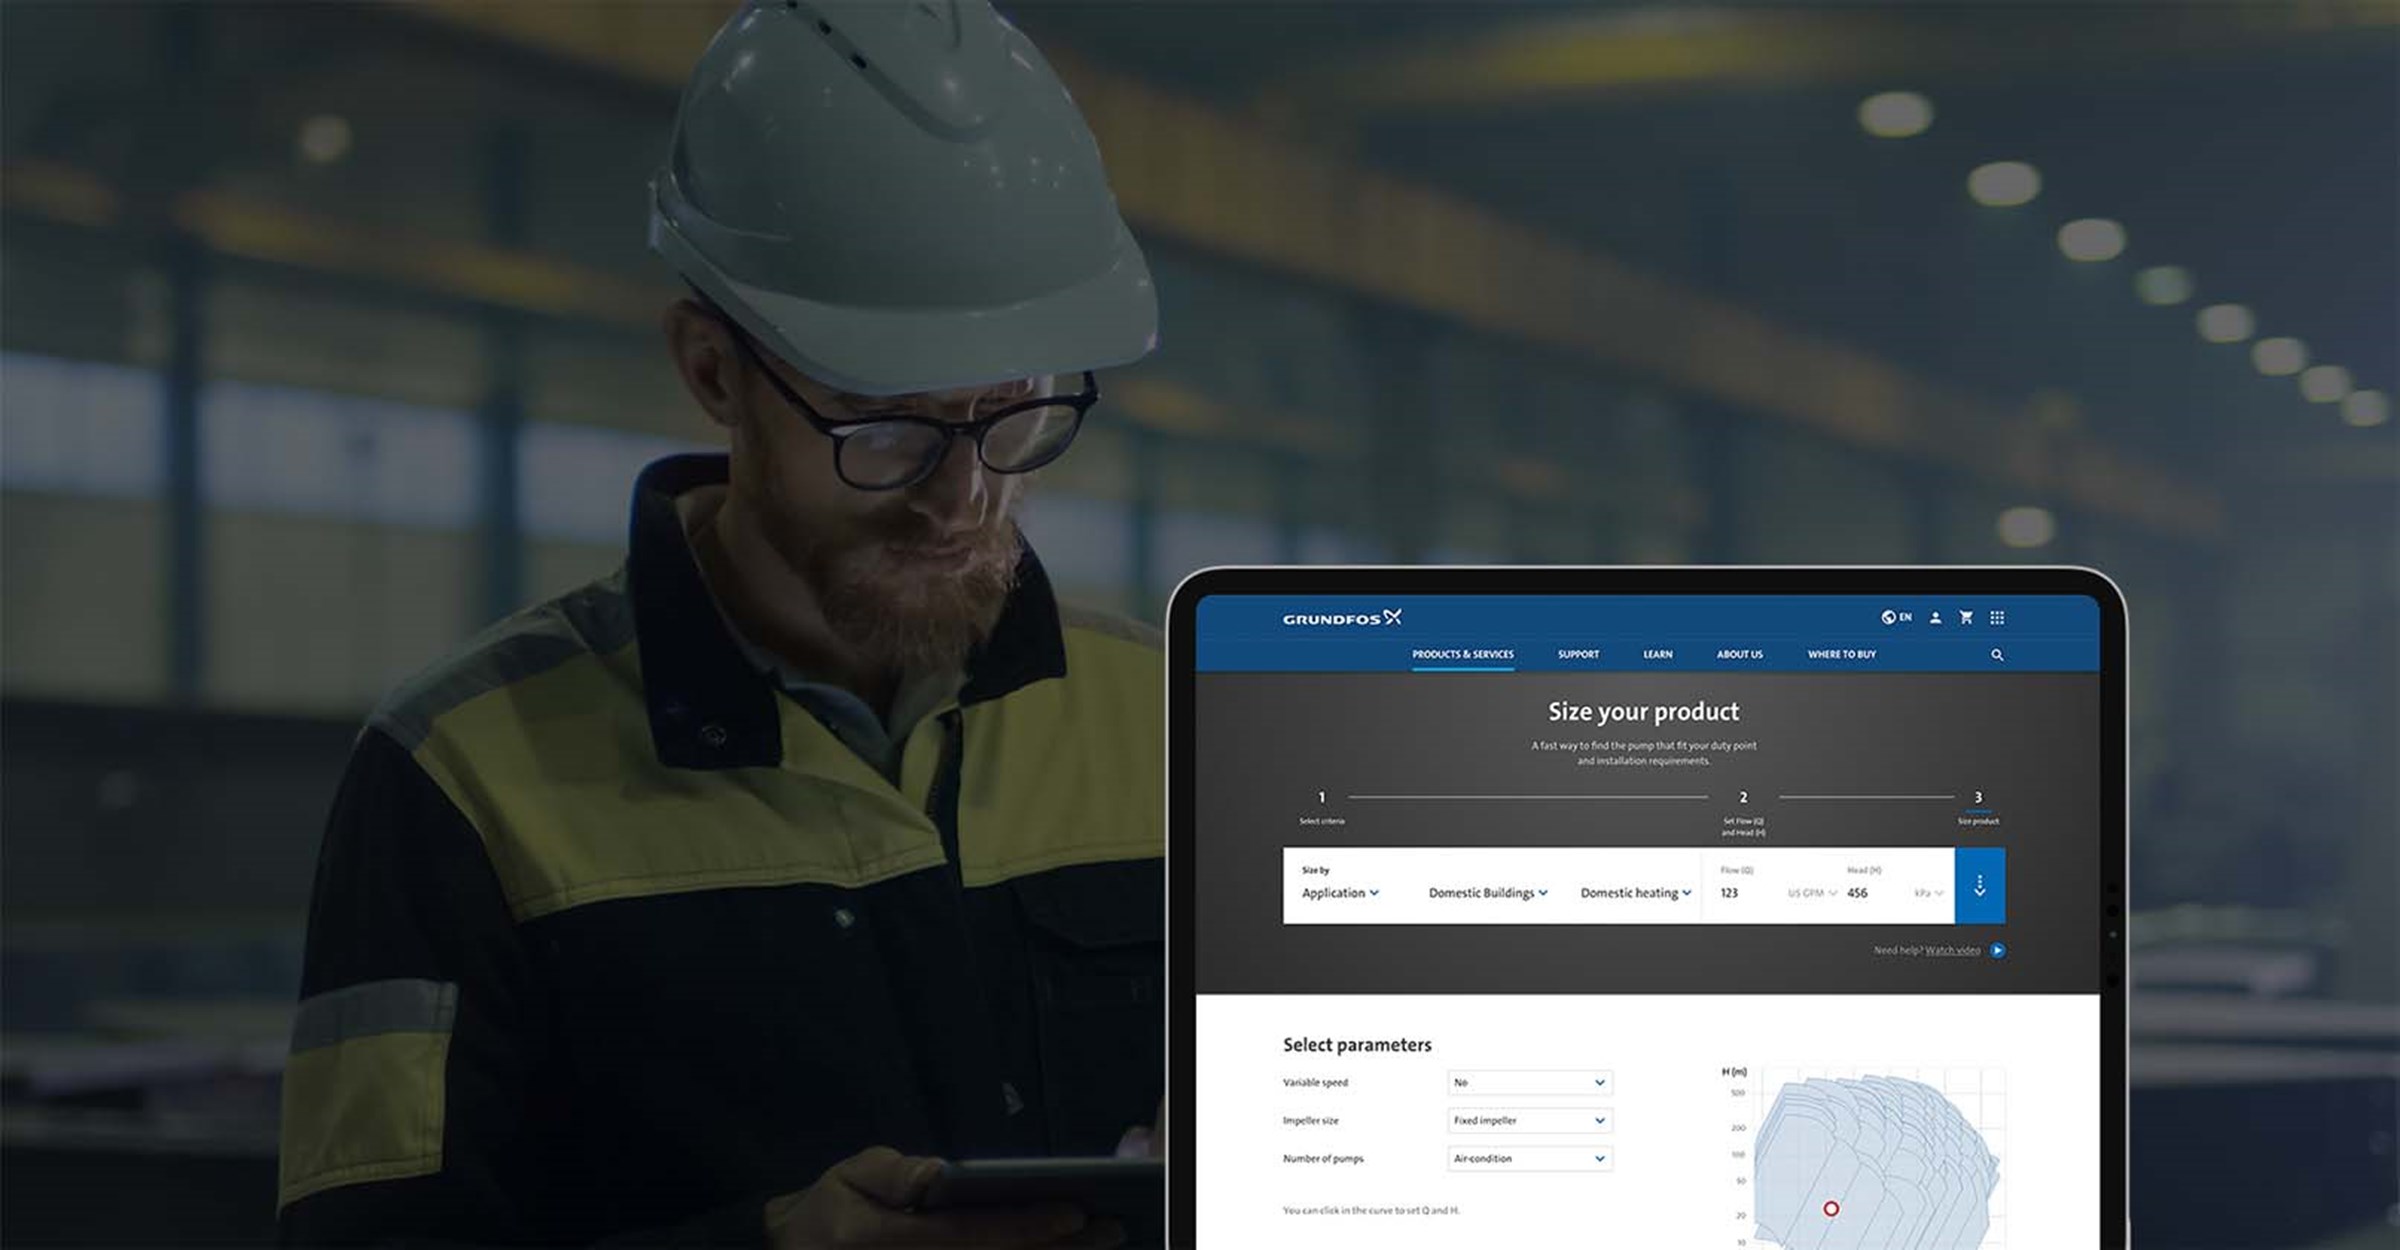 GRUNDFOS
EN
PRODUCTS & SERVICES SUPPORT LEARN ABOUT US WHERE TO BUY
Size your product
A fast way to find the pump that fit your duty point
and installation requirements.
1 2 3
Select criteria Set Flow (Q) Size product
and Head (H)
Size by Flow (Q) Head (H)
Application Domestic Buildings Domestic heating 123 US GPM 456 kPa
Need help? Watch video
Select parameters
H (m)
Variable speed No
500
Impeller size Fixed impeller
200
Number of pumps Air-condition
100
50
You can click in the curve to set Q and H.
20
10